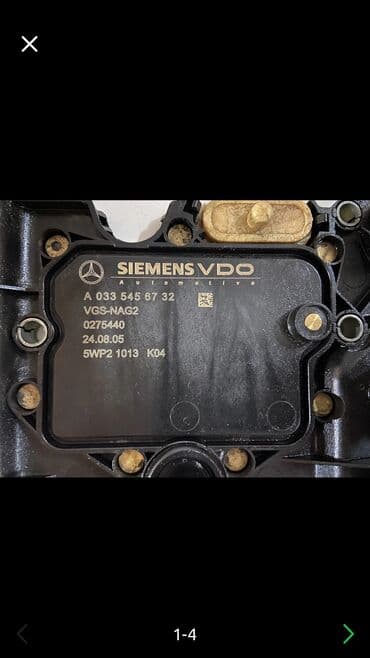 SIEMENS VDO
Automotive
A 033 545 67 32
VGS-NAG2
0275440
24.08.05
5WP2 1013 K04
1-4